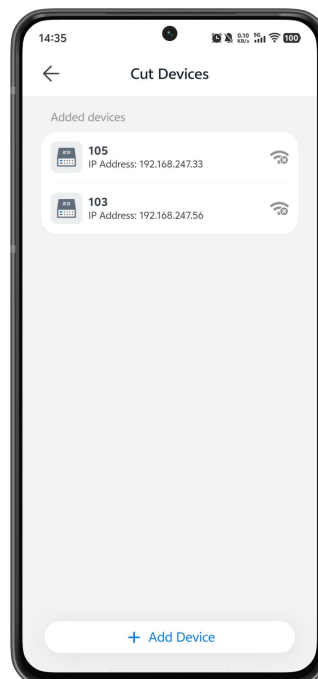 14:35
0.10 KB/s 5G 100
Cut Devices
Added devices
105
IP Address: 192.168.247.33
103
IP Address: 192.168.247.56
+ Add Device